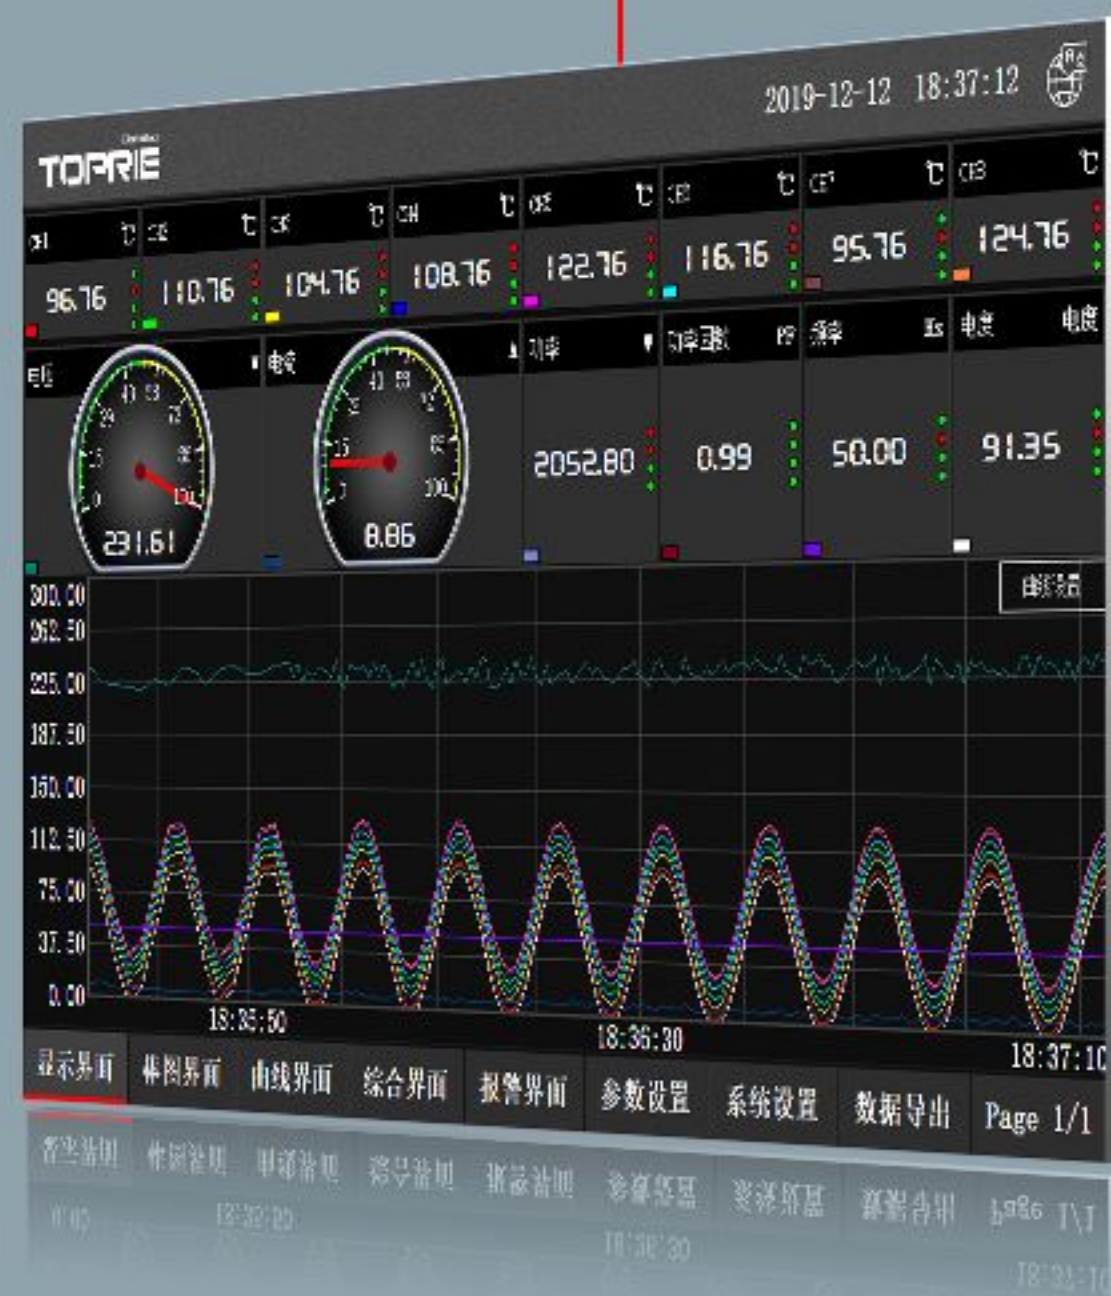 2019-12-12 18:37:12
TOPRIE
℃ ℃ ℃ ℃ ℃ ℃ ℃ ℃
96.76 110.76 104.76 108.76 122.76 116.76 95.76 124.76
电压 电流 功率 功率因数 PF 频率 Hz 电度 电度
231.61 8.86 2052.80 0.99 50.00 91.35
曲线设置
300.00
262.50
225.00
187.50
150.00
112.50
75.00
37.50
0.00
18:35:50 18:36:30 18:37:10
显示界面 棒图界面 曲线界面 综合界面 报警界面 参数设置 系统设置 数据导出 Page 1/1